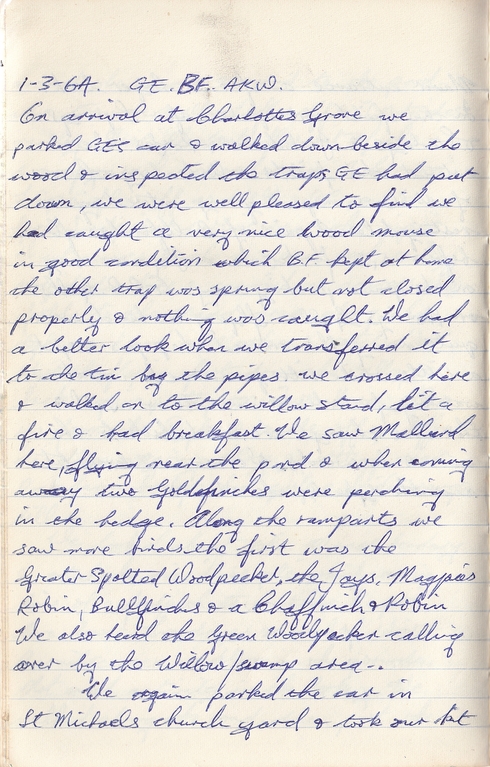 1-3-64. GE. BF. AKW.
On arrival at Charlottes Grove we
parked GE's car & walked down beside the
wood & inspected the traps GE had put
down, we were well pleased to find we
had caught a very nice wood mouse
in good condition which BF kept at home
the other trap was sprung but not closed
properly & nothing was caught. We had
a better look when we transferred it
to the tin by the pipes. we crossed here
& walked on to the willow stand, lit a
fire & had breakfast. We saw Mallard
here, flying near the pond & when coming
away two Goldfinches were perching
in the hedge. Along the ramparts we
saw more birds the first was the
Greater Spotted Woodpecker, the Jays, Magpies
Robin, Bullfinches & a Chaffinch & Robin
We also heard the Green Woodpecker calling
over by the Willow/swamp area-.
We again parked the car in
St Michaels church yard & took our